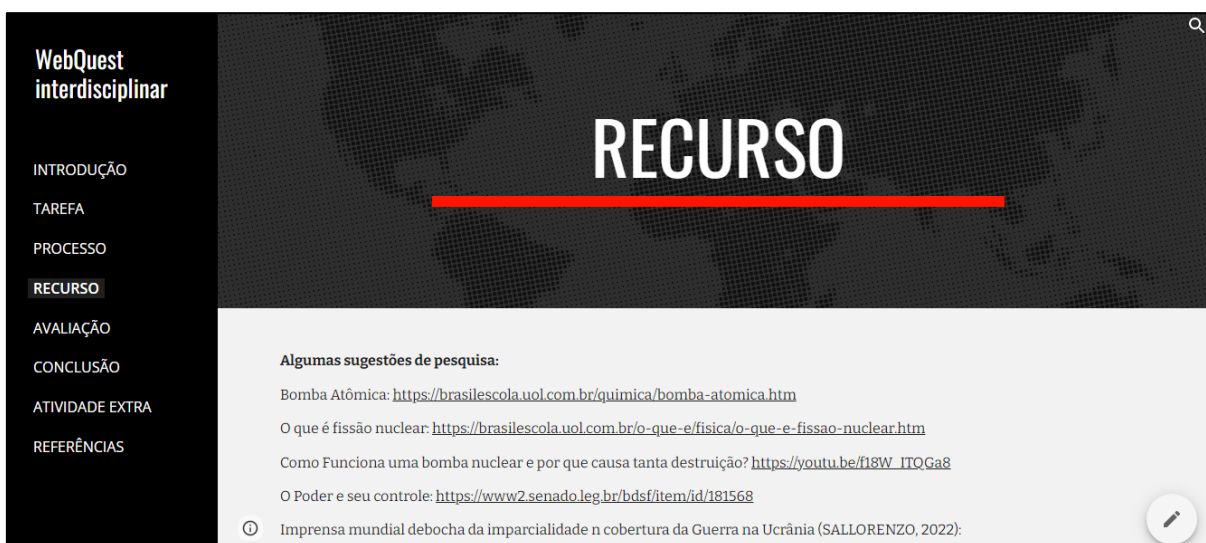 WebQuest
interdisciplinar
INTRODUÇÃO
TAREFA
PROCESSO
RECURSO
AVALIAÇÃO
CONCLUSÃO
ATIVIDADE EXTRA
REFERÊNCIAS
RECURSO
Algumas sugestões de pesquisa:
Bomba Atômica: https://brasilescola.uol.com.br/quimica/bomba-atomica.htm
O que é fissão nuclear: https://brasilescola.uol.com.br/o-que-e/fisica/o-que-e-fissao-nuclear.htm
Como Funciona uma bomba nuclear e por que causa tanta destruição? https://youtu.be/f18W_ITQGa8
O Poder e seu controle: https://www2.senado.leg.br/bdsf/item/id/181568
Imprensa mundial debocha da imparcialidade n cobertura da Guerra na Ucrânia (SALLORENZO, 2022):